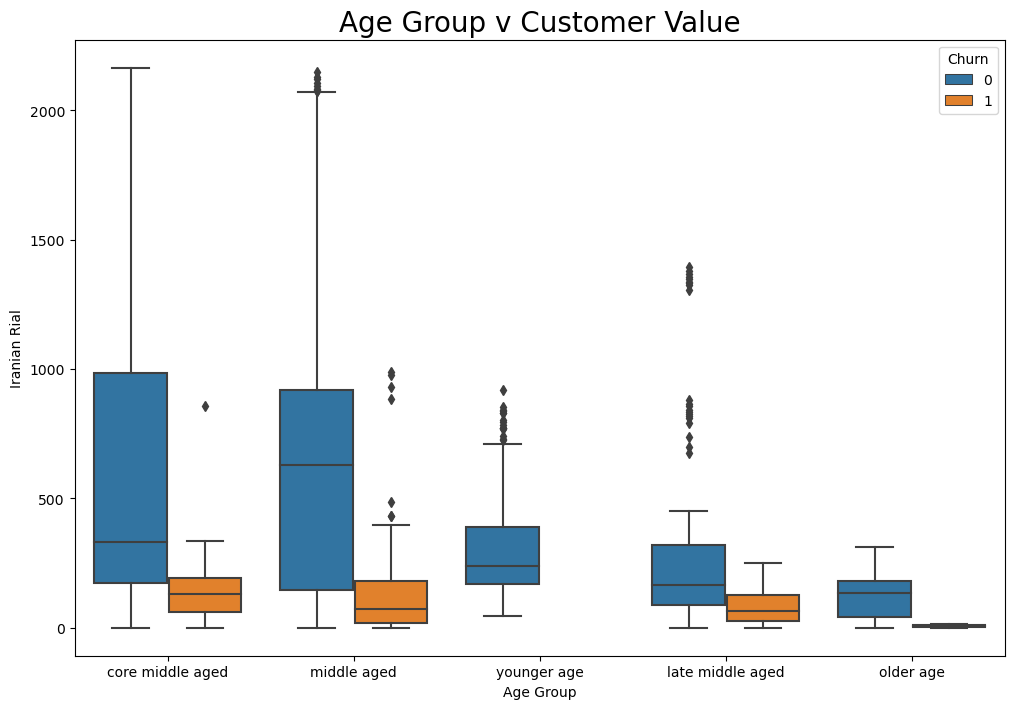 Age Group v Customer Value
Churn
0
1
2000
1500
1000
500
0
Iranian Rial
core middle aged
middle aged
younger age
late middle aged
older age
Age Group